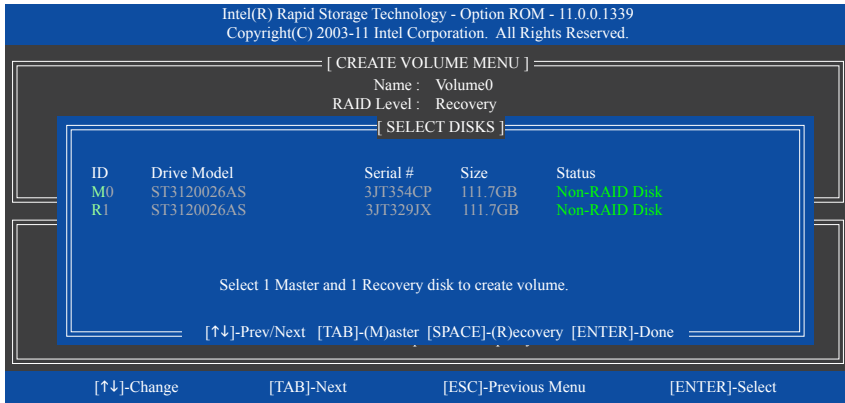 Intel(R) Rapid Storage Technology - Option ROM - 11.0.0.1339
Copyright(C) 2003-11 Intel Corporation. All Rights Reserved.
[ CREATE VOLUME MENU ]
Name : Volume0
RAID Level : Recovery
[ SELECT DISKS ]
ID Drive Model Serial # Size Status
M0 ST3120026AS 3JT354CP 111.7GB Non-RAID Disk
R1 ST3120026AS 3JT329JX 111.7GB Non-RAID Disk
Select 1 Master and 1 Recovery disk to create volume.
[↑↓]-Prev/Next [TAB]-(M)aster [SPACE]-(R)ecovery [ENTER]-Done
[↑↓]-Change [TAB]-Next [ESC]-Previous Menu [ENTER]-Select